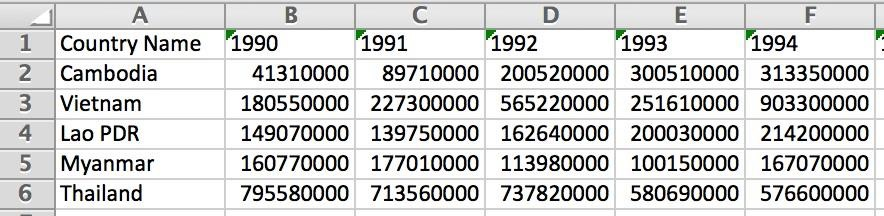 A B C D E F
1 Country Name 1990 1991 1992 1993 1994
2 Cambodia 41310000 89710000 200520000 300510000 313350000
3 Vietnam 180550000 227300000 565220000 251610000 903300000
4 Lao PDR 149070000 139750000 162640000 200030000 214200000
5 Myanmar 160770000 177010000 113980000 100150000 167070000
6 Thailand 795580000 713560000 737820000 580690000 576600000